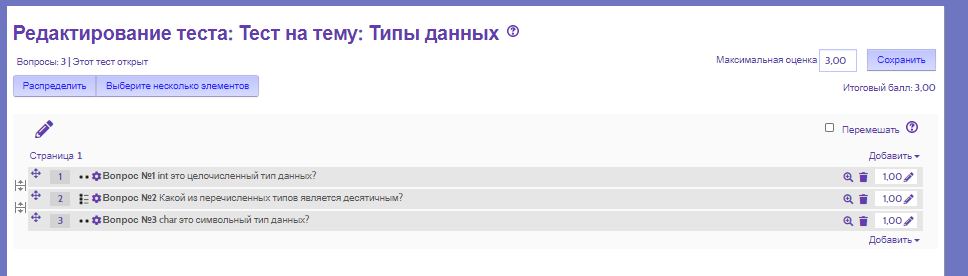 Редактирование теста: Тест на тему: Типы данных
Вопросы: 3 | Этот тест открыт
Максимальная оценка 3,00 Сохранить
Распределить Выберите несколько элементов
Итоговый балл: 3,00
Перемешать
Страница 1
Добавить
1 Вопрос №1 int это целочисленный тип данных? 1,00
2 Вопрос №2 Какой из перечисленных типов является десятичным? 1,00
3 Вопрос №3 char это символьный тип данных? 1,00
Добавить